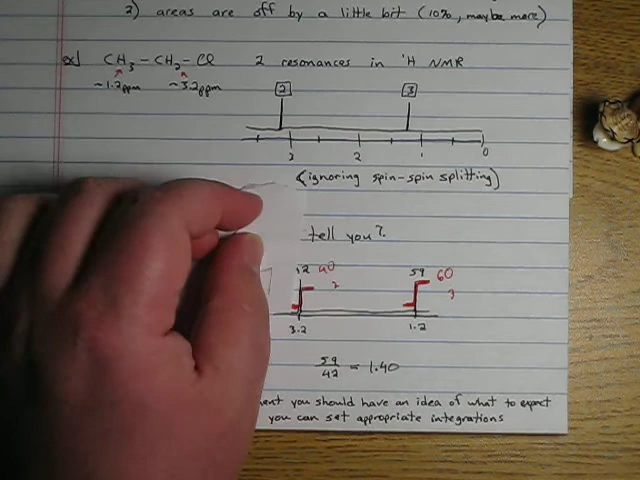 2) areas are off by a little bit (10%, maybe more)
ex] CH3 - CH2 - Cl 2 resonances in 1H NMR
~1.2ppm ~3.2ppm
2 3
3 2 1 0
(ignoring spin-spin splitting)
tell you?
40 59 60
2 3
3.2 1.2
59/42 = 1.40
you should have an idea of what to expect
you can set appropriate integrations